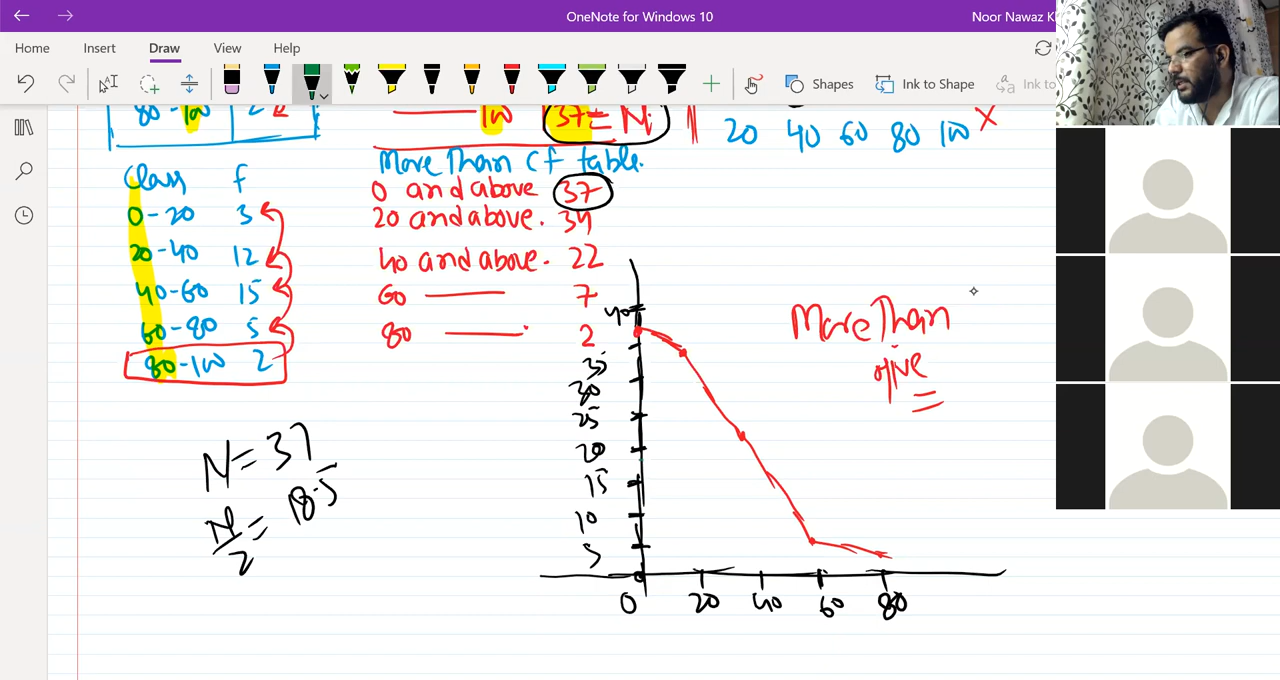 OneNote for Windows 10
Noor Nawaz K
Home Insert Draw View Help
Shapes Ink to Shape Ink to
80-100 2
100 37 = N
20 40 60 80 100 X
More Than cf table.
Class f
0-20 3
20-40 12
40-60 15
60-80 5
80-100 2
0 and above 37
20 and above. 34
40 and above. 22
60 7
80 2
N = 37
N/2 = 18.5
40
35
30
25
20
15
10
5
0 20 40 60 80
More Than
ogive